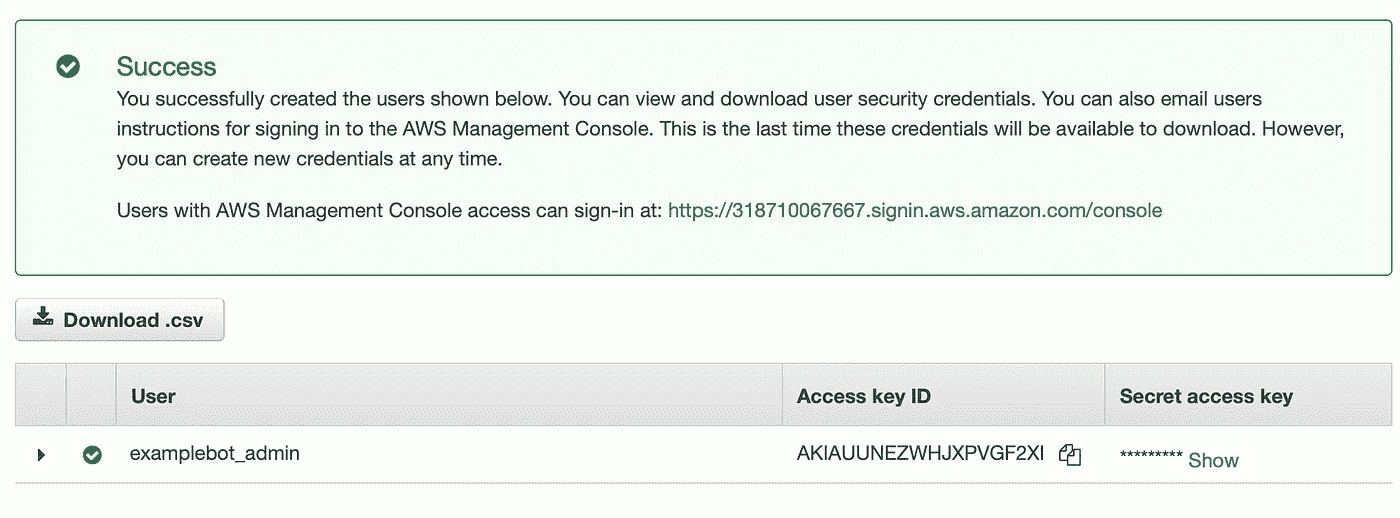 Success
You successfully created the users shown below. You can view and download user security credentials. You can also email users
instructions for signing in to the AWS Management Console. This is the last time these credentials will be available to download. However,
you can create new credentials at any time.
Users with AWS Management Console access can sign-in at: https://318710067667.signin.aws.amazon.com/console
Download .csv
User Access key ID Secret access key
examplebot_admin AKIAUUNEZWHJXPVGF2XI ********* Show